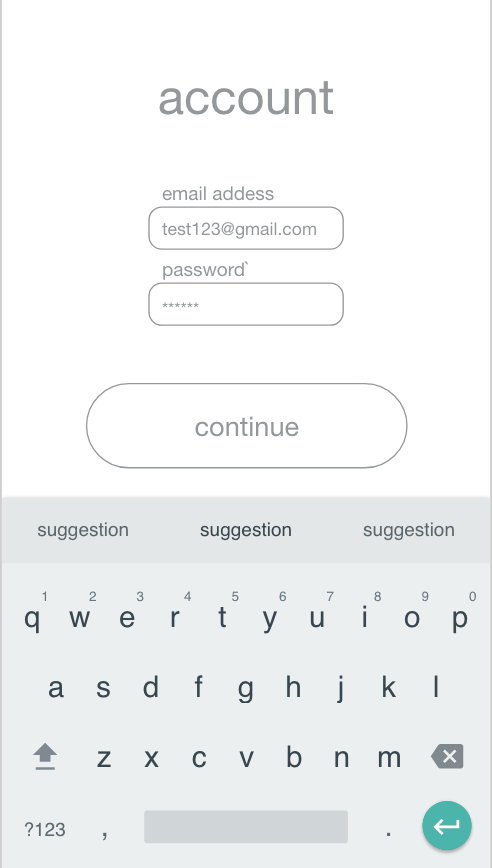 account
email addess
test123@gmail.com
password`
******
continue
suggestion suggestion suggestion
1 2 3 4 5 6 7 8 9 0
q w e r t y u i o p
a s d f g h j k l
z x c v b n m
?123 , .